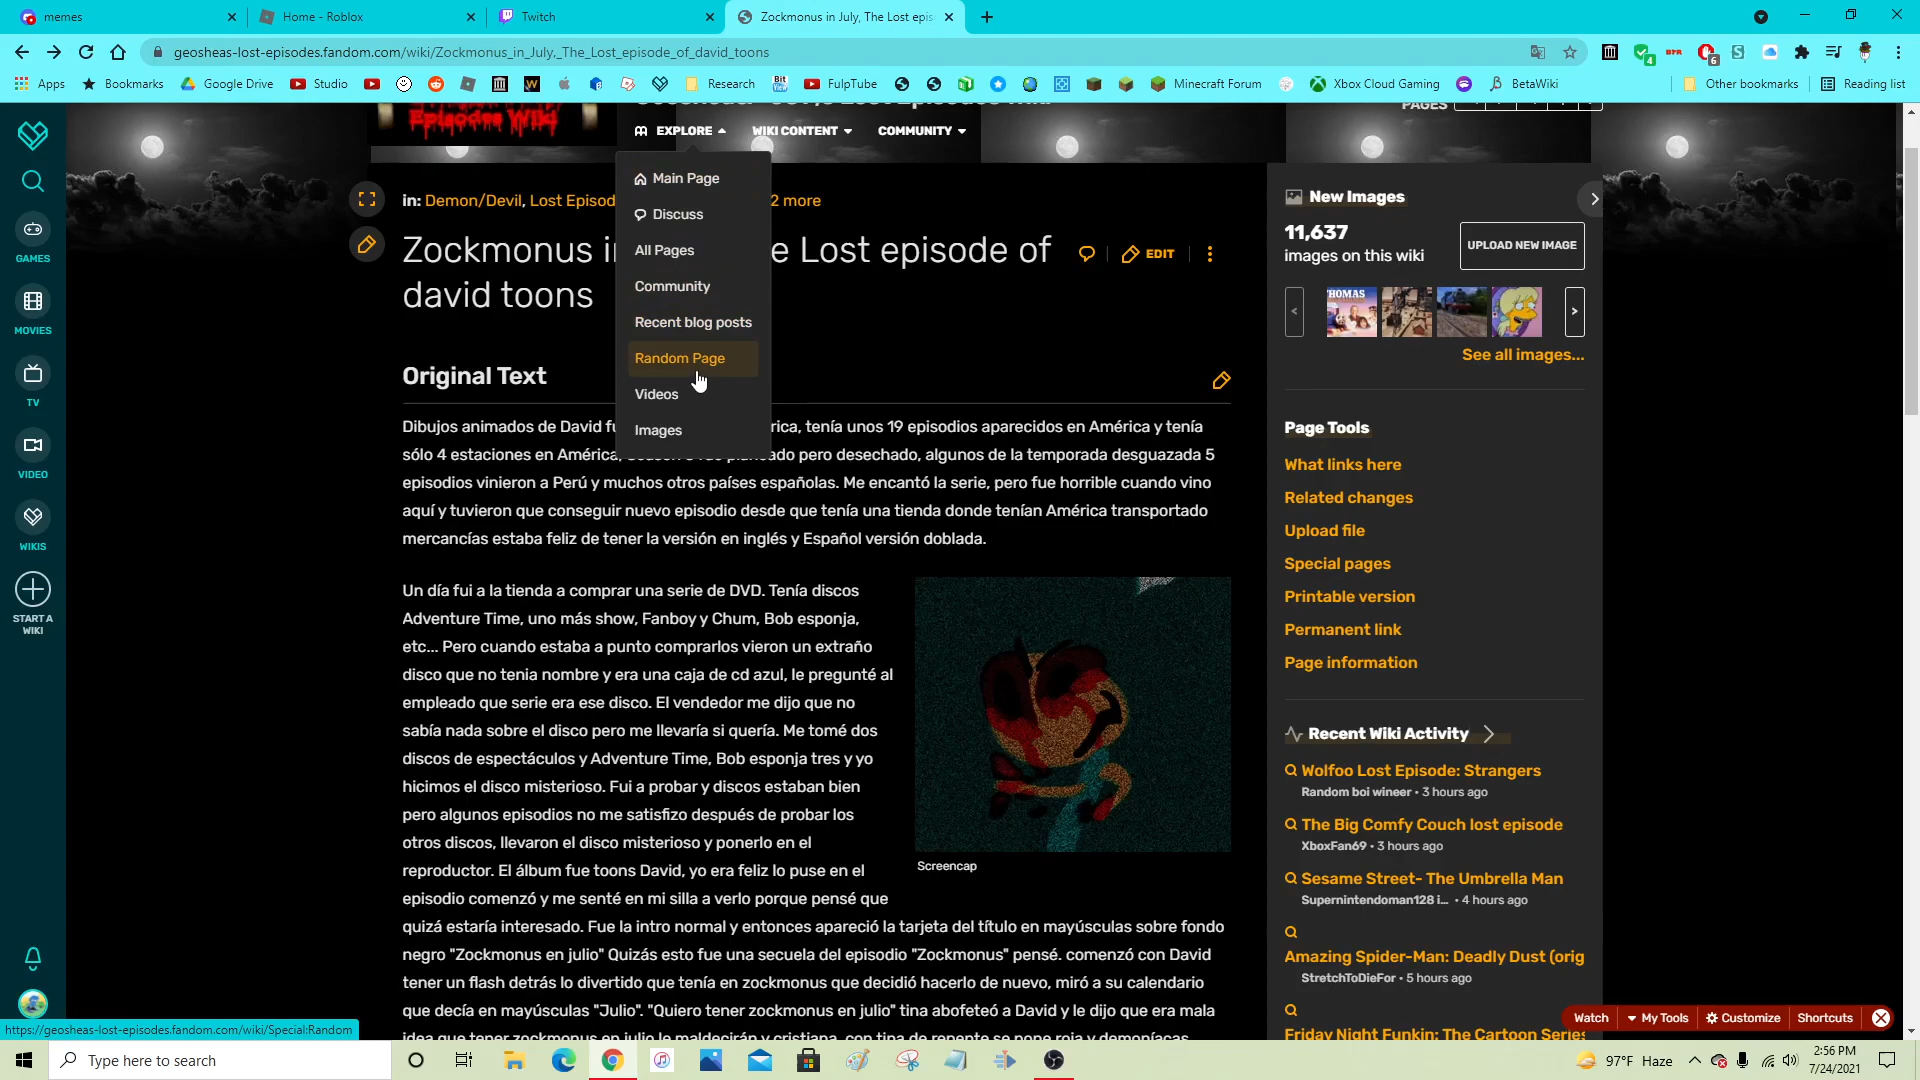 memes
Home - Roblox
Twitch
Zockmonus in July, The Lost epis
geosheas-lost-episodes.fandom.com/wiki/Zockmonus_in_July,_The_Lost_episode_of_david_toons
Apps
Bookmarks
Google Drive
Studio
Research
FulpTube
Minecraft Forum
Xbox Cloud Gaming
BetaWiki
Other bookmarks
Reading list
Episodes Wiki
PAGES
EXPLORE
WIKI CONTENT
COMMUNITY
Main Page
Discuss
All Pages
Community
Recent blog posts
Random Page
Videos
Images
GAMES
MOVIES
TV
VIDEO
WIKIS
START A
WIKI
in: Demon/Devil, Lost Episod 2 more
Zockmonus i e Lost episode of
david toons
EDIT
Original Text
Dibujos animados de David fu rica, tenía unos 19 episodios aparecidos en América y tenía
sólo 4 estaciones en América, pero desechado, algunos de la temporada desguazada 5
episodios vinieron a Perú y muchos otros países españolas. Me encantó la serie, pero fue horrible cuando vino
aquí y tuvieron que conseguir nuevo episodio desde que tenía una tienda donde tenían América transportado
mercancías estaba feliz de tener la versión en inglés y Español versión doblada.
Un día fui a la tienda a comprar una serie de DVD. Tenía discos
Adventure Time, uno más show, Fanboy y Chum, Bob esponja,
etc... Pero cuando estaba a punto comprarlos vieron un extraño
disco que no tenia nombre y era una caja de cd azul, le pregunté al
empleado que serie era ese disco. El vendedor me dijo que no
sabía nada sobre el disco pero me llevaría si quería. Me tomé dos
discos de espectáculos y Adventure Time, Bob esponja tres y yo
hicimos el disco misterioso. Fui a probar y discos estaban bien
pero algunos episodios no me satisfizo después de probar los
otros discos, llevaron el disco misterioso y ponerlo en el
reproductor. El álbum fue toons David, yo era feliz lo puse en el
episodio comenzó y me senté en mi silla a verlo porque pensé que
quizá estaría interesado. Fue la intro normal y entonces apareció la tarjeta del título en mayúsculas sobre fondo
negro "Zockmonus en julio" Quizás esto fue una secuela del episodio "Zockmonus" pensé. comenzó con David
tener un flash detrás lo divertido que tenía en zockmonus que decidió hacerlo de nuevo, miró a su calendario
que decía en mayúsculas "Julio". "Quiero tener zockmonus en julio" tina abofeteó a David y le dijo que era mala
idea que tener zockmonus en julio le maldecirán y cristiana, con tina de repente se pone roja y demoníacas
Screencap
New Images
11,637
images on this wiki
UPLOAD NEW IMAGE
THOMAS
See all images...
Page Tools
What links here
Related changes
Upload file
Special pages
Printable version
Permanent link
Page information
Recent Wiki Activity
Wolfoo Lost Episode: Strangers
Random boi wineer • 3 hours ago
The Big Comfy Couch lost episode
XboxFan69 • 3 hours ago
Sesame Street- The Umbrella Man
Supernintendoman128 i... • 4 hours ago
Amazing Spider-Man: Deadly Dust (orig
StretchToDieFor • 5 hours ago
Friday Night Funkin: The Cartoon Series
Watch
My Tools
Customize
Shortcuts
https://geosheas-lost-episodes.fandom.com/wiki/Special:Random
Type here to search
97°F Haze
2:56 PM
7/24/2021